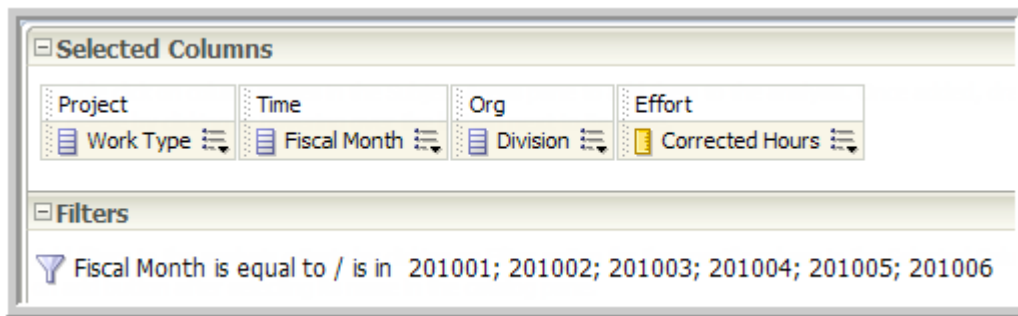 Selected Columns
Project Time Org Effort
Work Type Fiscal Month Division Corrected Hours
Filters
Fiscal Month is equal to / is in 201001; 201002; 201003; 201004; 201005; 201006